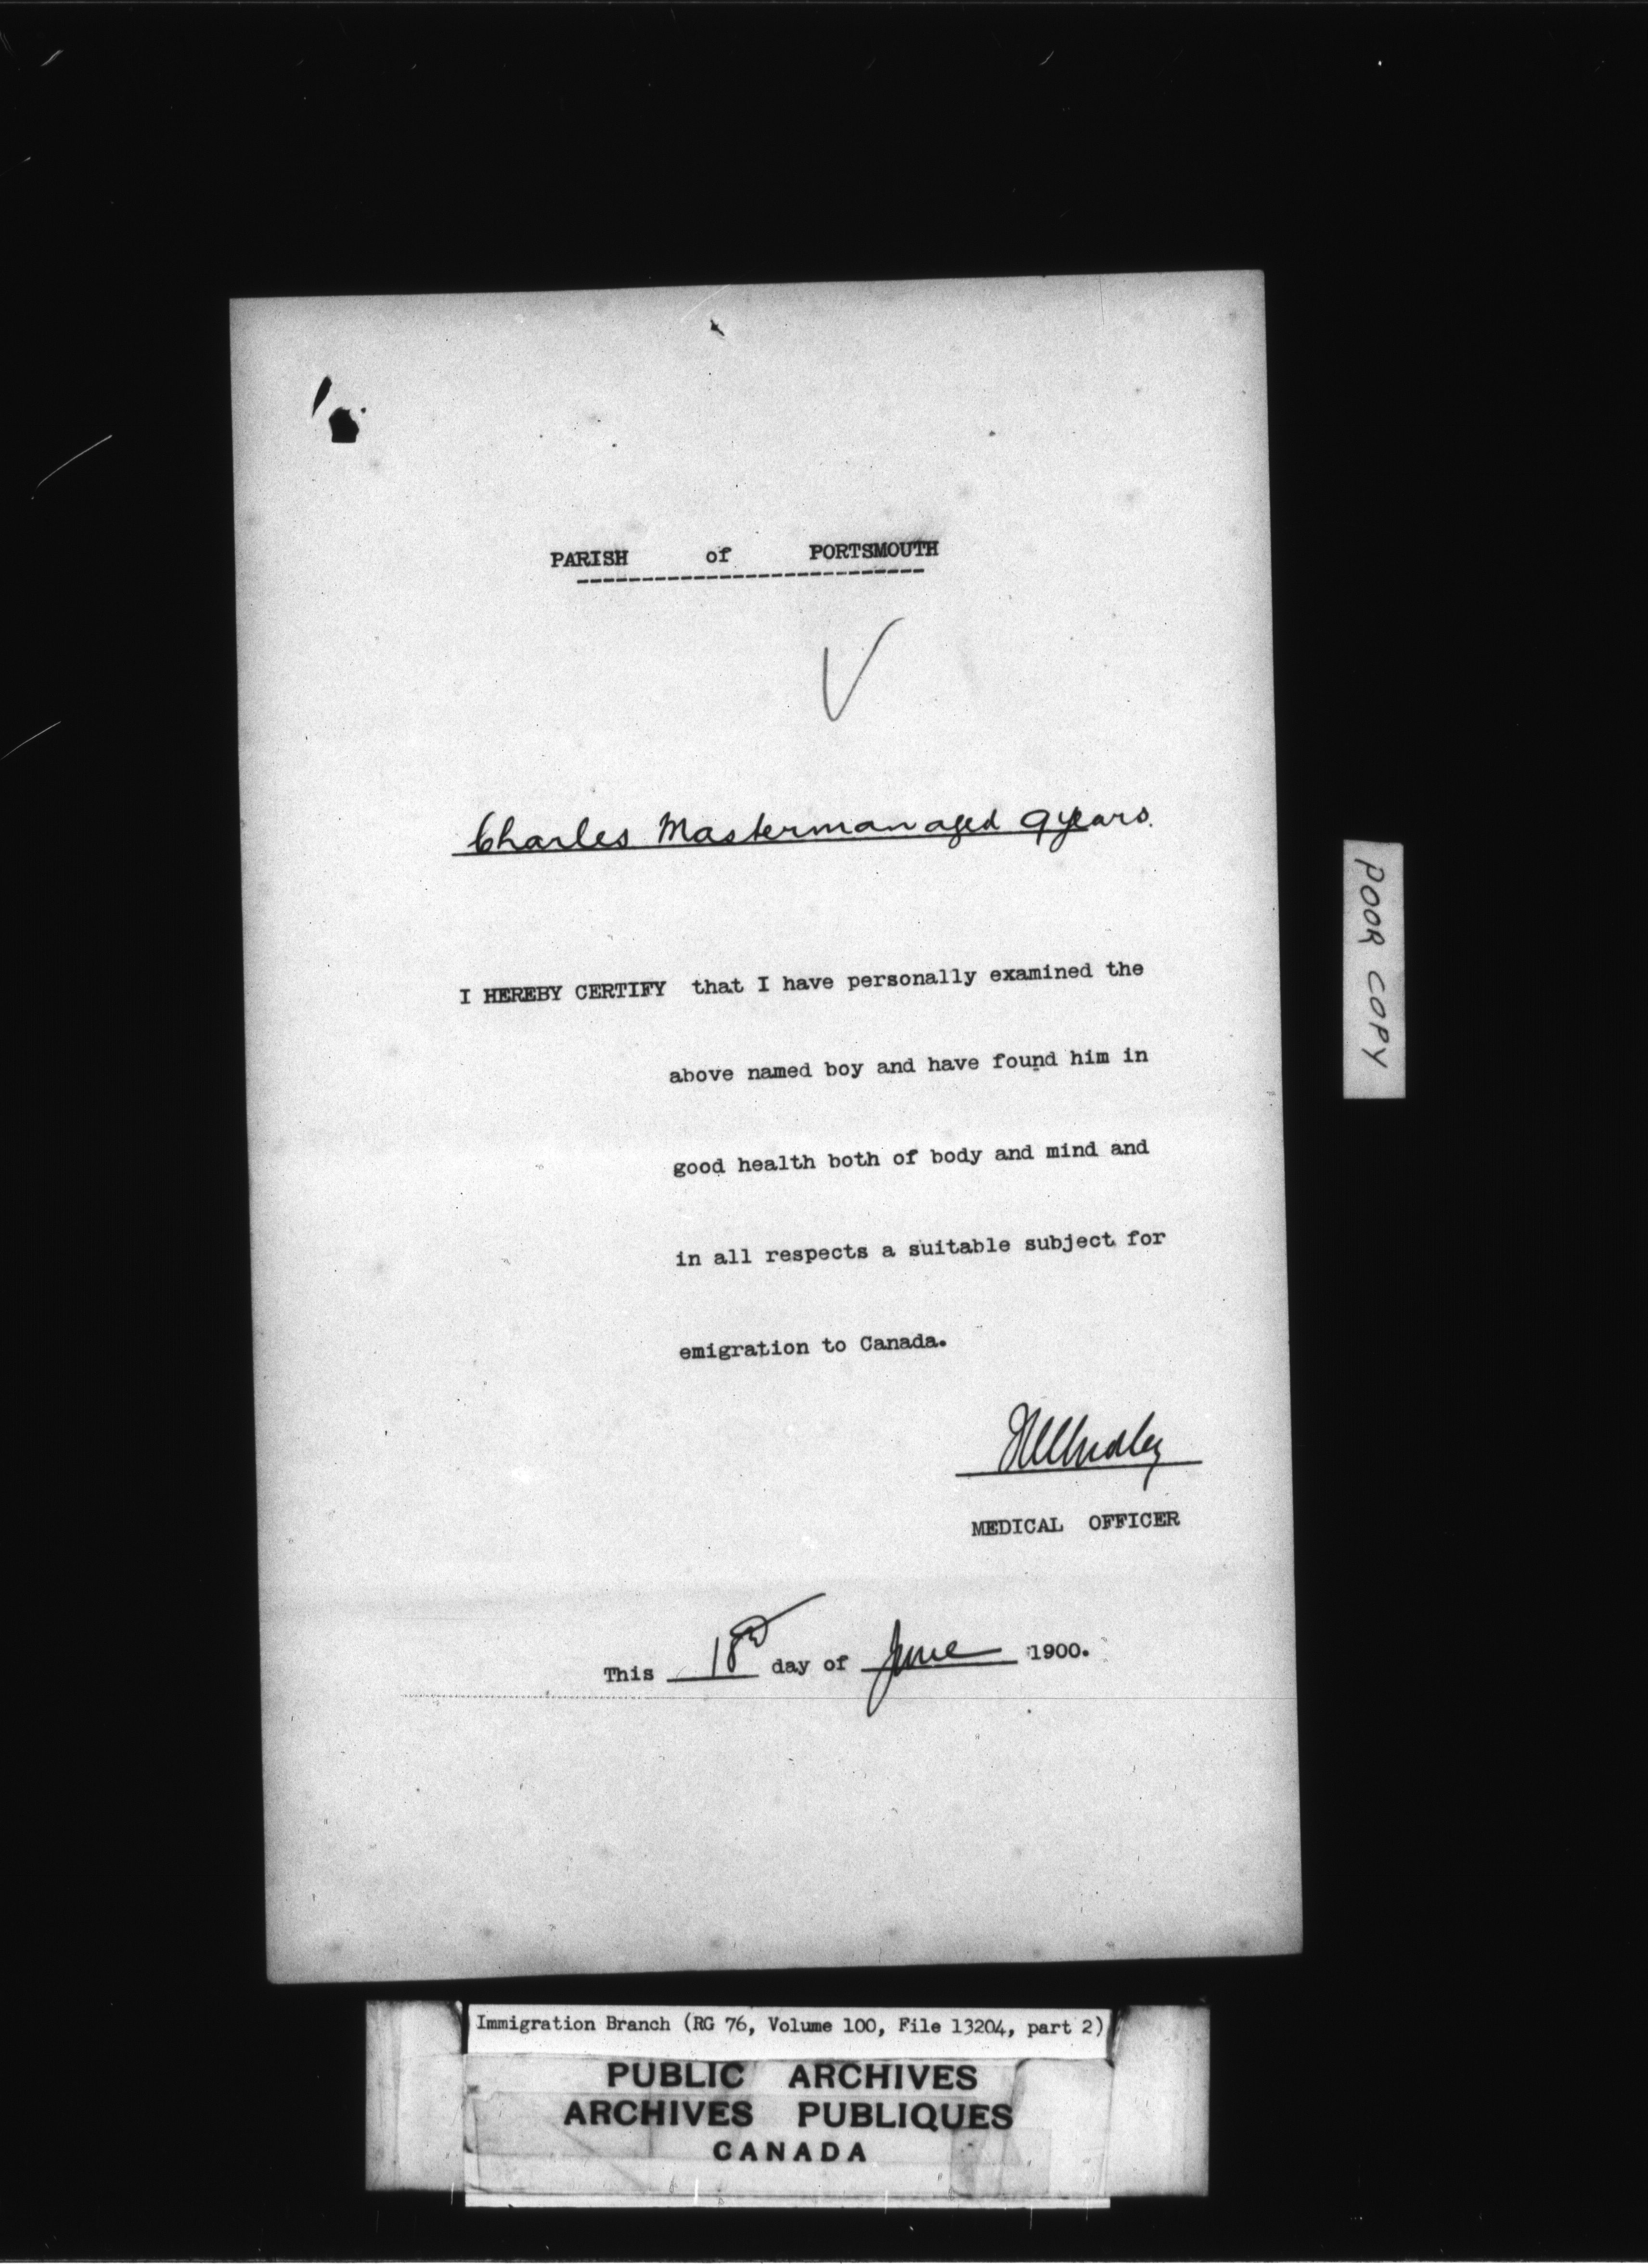 PARISH of PORTSMOUTH
Charles Masterman aged 9 years.
I HEREBY CERTIFY that I have personally examined the
above named boy and have found him in
good health both of body and mind and
in all respects a suitable subject for
emigration to Canada.
MEDICAL OFFICER
This 18th day of June 1900.
POOR COPY
Immigration Branch (RG 76, Volume 100, File 13204, part 2)
PUBLIC ARCHIVES
ARCHIVES PUBLIQUES
CANADA